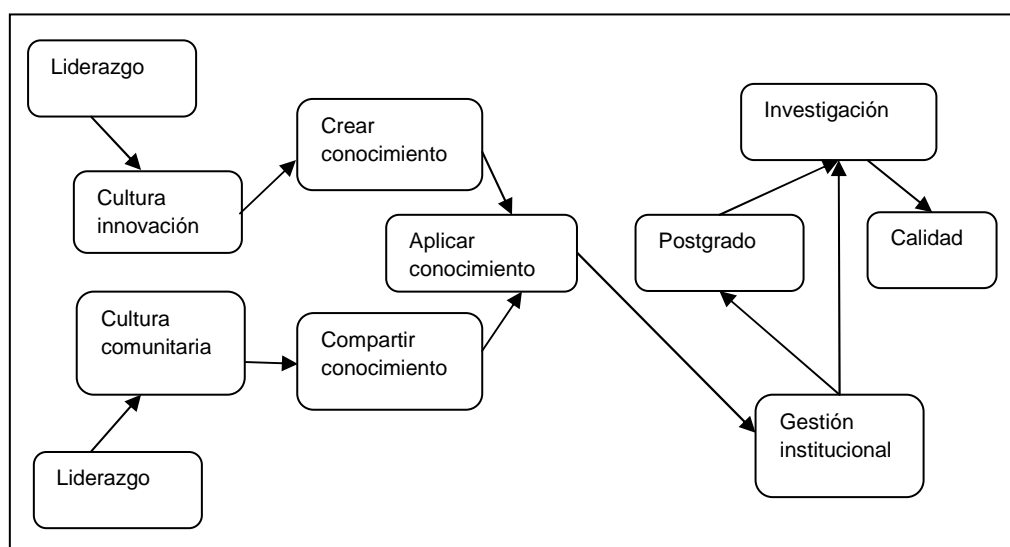 Liderazgo
Cultura
innovación
Crear
conocimiento
Aplicar
conocimiento
Cultura
comunitaria
Compartir
conocimiento
Liderazgo
Investigación
Postgrado
Calidad
Gestión
institucional